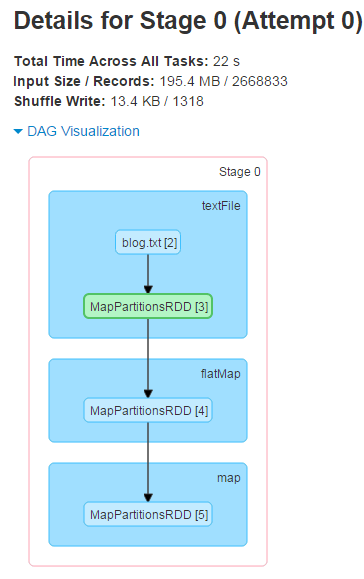 Details for Stage 0 (Attempt 0)
Total Time Across All Tasks: 22 s
Input Size / Records: 195.4 MB / 2668833
Shuffle Write: 13.4 KB / 1318
DAG Visualization
Stage 0
textFile
blog.txt [2]
MapPartitionsRDD [3]
flatMap
MapPartitionsRDD [4]
map
MapPartitionsRDD [5]